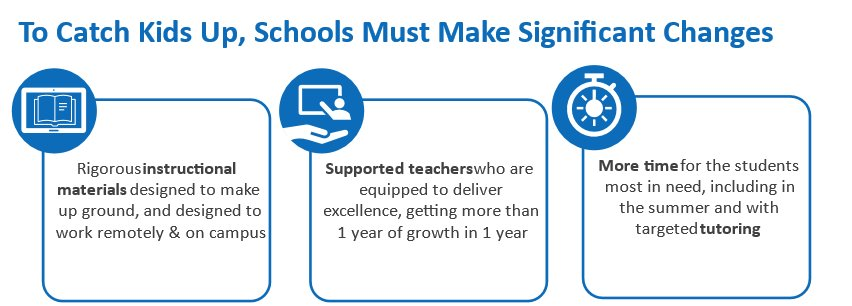 To Catch Kids Up, Schools Must Make Significant Changes
Rigorous instructional
materials designed to make
up ground, and designed to
work remotely & on campus
Supported teachers who are
equipped to deliver
excellence, getting more than
1 year of growth in 1 year
More time for the students
most in need, including in
the summer and with
targeted tutoring